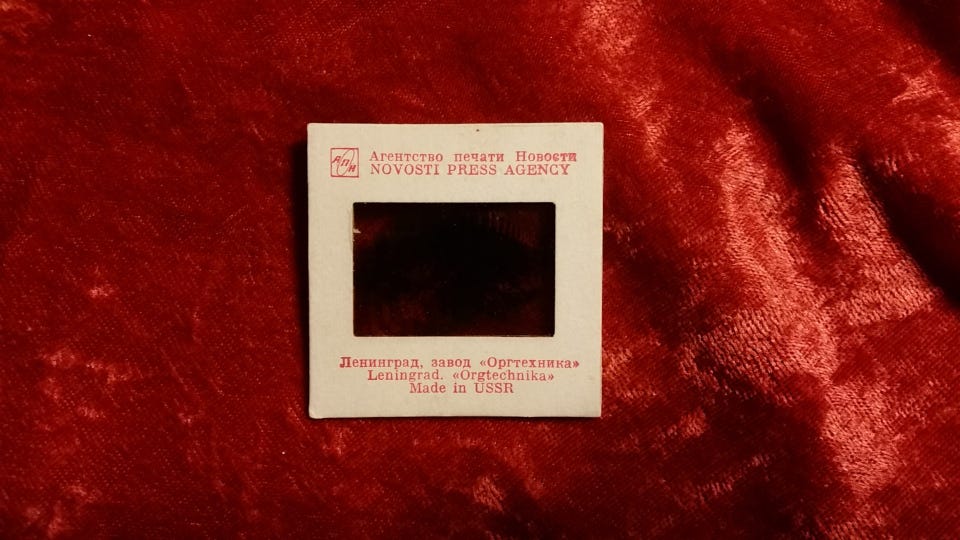 АПН
Агентство печати Новости
NOVOSTI PRESS AGENCY
Ленинград, завод «Оргтехника»
Leningrad. «Orgtechnika»
Made in USSR